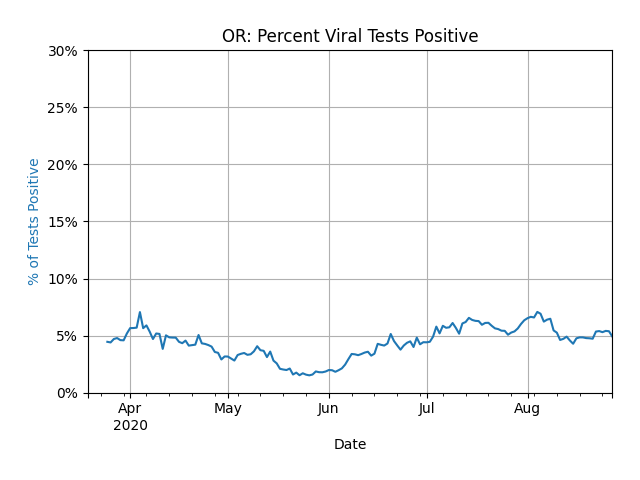 OR: Percent Viral Tests Positive
30%
25%
20%
15%
10%
5%
0%
% of Tests Positive
Apr
2020
May
Jun
Jul
Aug
Date